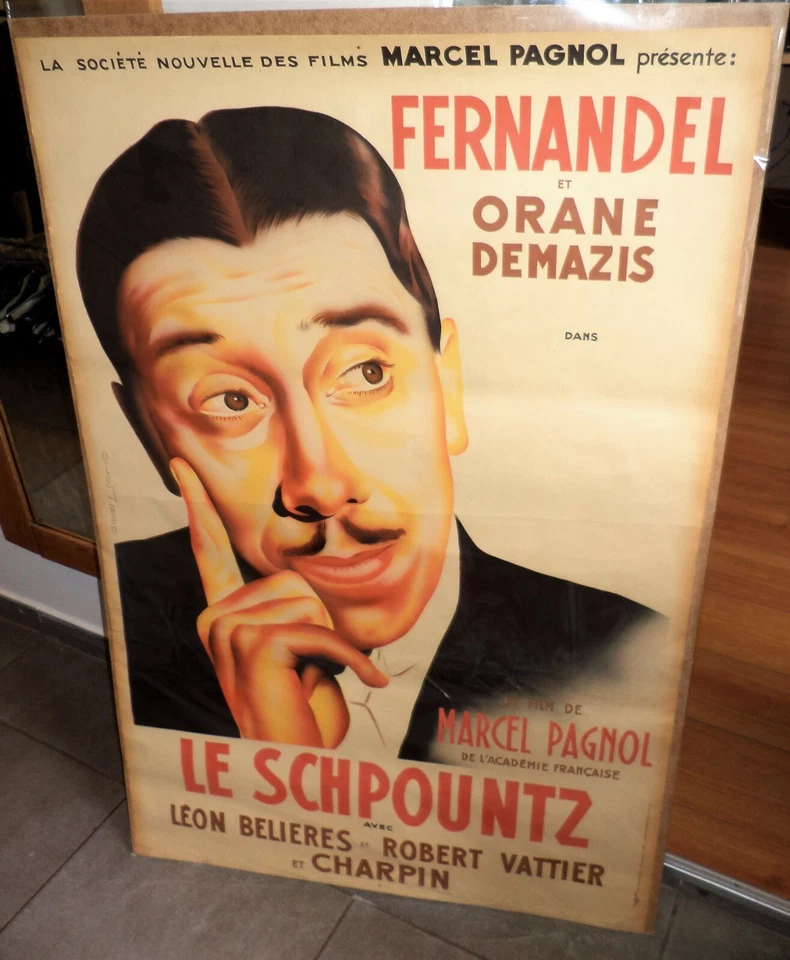 LA SOCIÉTÉ NOUVELLE DES FILMS MARCEL PAGNOL présente:
FERNANDEL
ET
ORANE
DEMAZIS
DANS
FILM DE
MARCEL PAGNOL
DE L'ACADÉMIE FRANÇAISE
LE SCHPOUNTZ
AVEC
LÉON BELIERES ET ROBERT VATTIER
ET CHARPIN